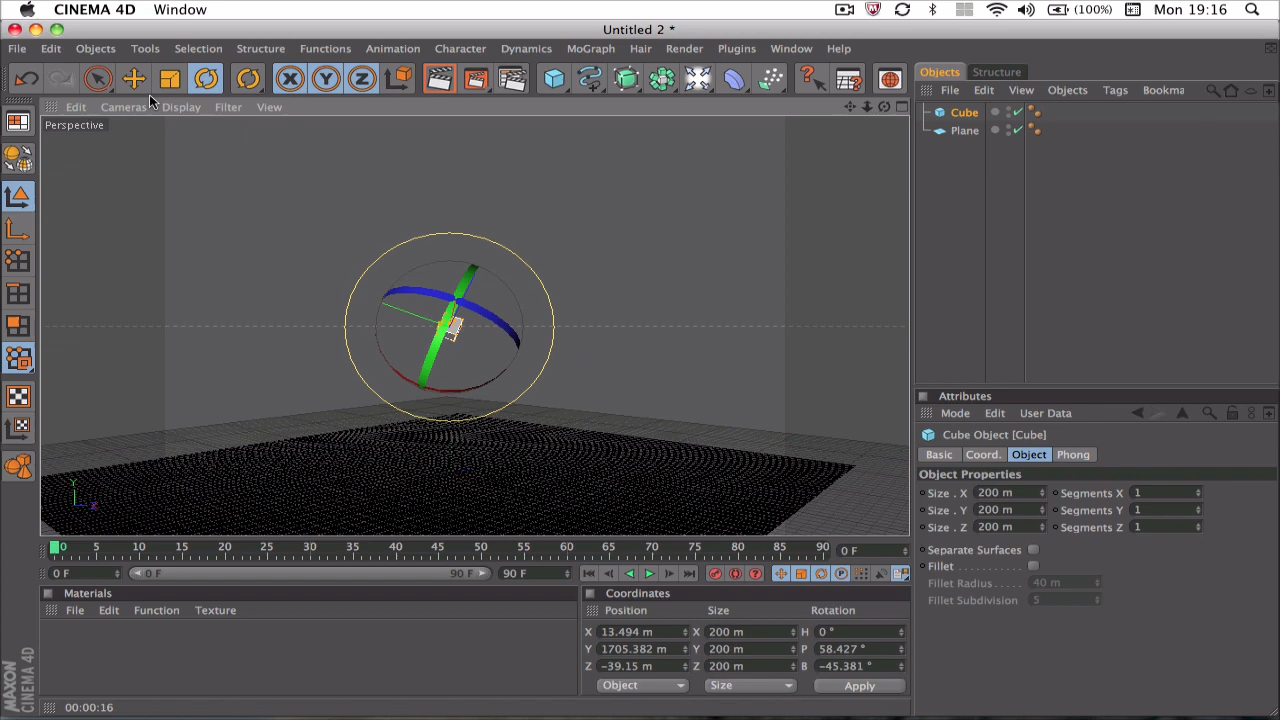 CINEMA 4D Window (100%) Mon 19:16
Untitled 2 *
File Edit Objects Tools Selection Structure Functions Animation Character Dynamics MoGraph Hair Render Plugins Window Help
X Y Z
Objects Structure
File Edit View Objects Tags Bookma
Edit Cameras Display Filter View
Perspective
Cube
Plane
Y
X
Attributes
Mode Edit User Data
Cube Object [Cube]
Basic Coord. Object Phong
Object Properties
Size . X 200 m Segments X 1
Size . Y 200 m Segments Y 1
Size . Z 200 m Segments Z 1
Separate Surfaces
Fillet . . . . . . . . . . .
Fillet Radius . . . . . 40 m
Fillet Subdivision 5
0 5 10 15 20 25 30 35 40 45 50 55 60 65 70 75 80 85 90 0 F
0 F 0 F 90 F 90 F
Materials
File Edit Function Texture
Coordinates
Position Size Rotation
X 13.494 m X 200 m H 0 °
Y 1705.382 m Y 200 m P 58.427 °
Z -39.15 m Z 200 m B -45.381 °
Object Size Apply
MAXON
CINEMA 4D
00:00:16